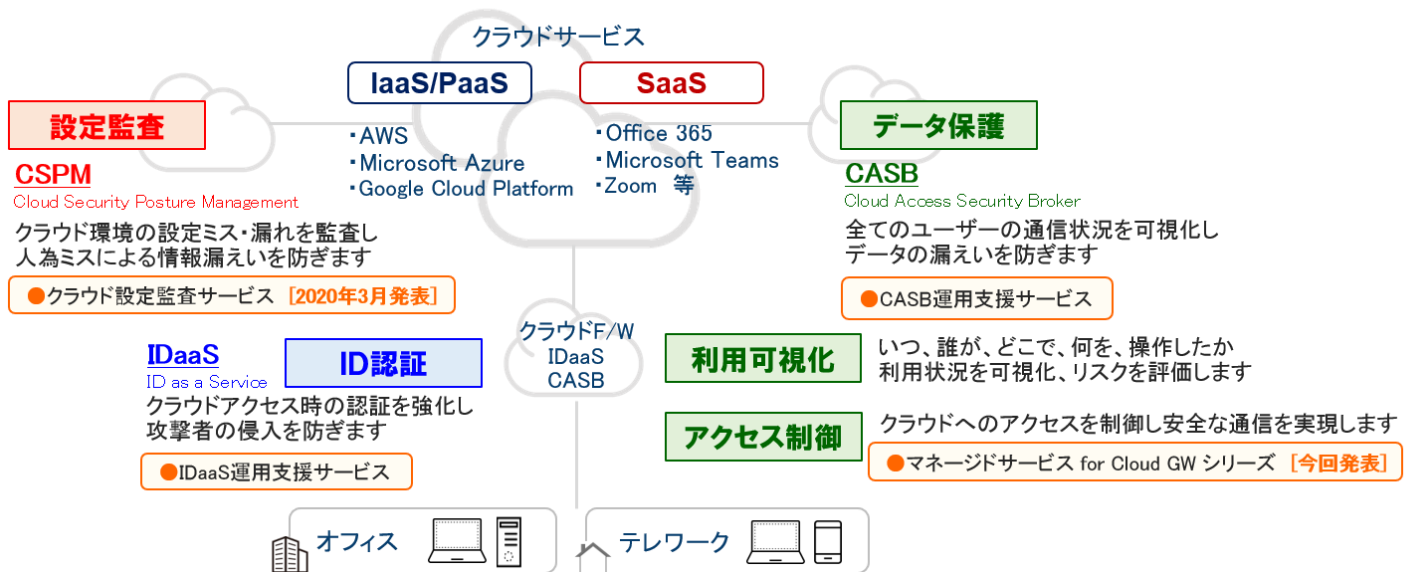 クラウドサービス
IaaS/PaaS
SaaS
・AWS
・Microsoft Azure
・Google Cloud Platform
・Office 365
・Microsoft Teams
・Zoom 等
設定監査
CSPM
Cloud Security Posture Management
クラウド環境の設定ミス・漏れを監査し
人為ミスによる情報漏えいを防ぎます
●クラウド設定監査サービス [2020年3月発表]
データ保護
CASB
Cloud Access Security Broker
全てのユーザーの通信状況を可視化し
データの漏えいを防ぎます
●CASB運用支援サービス
IDaaS
ID as a Service
ID認証
クラウドアクセス時の認証を強化し
攻撃者の侵入を防ぎます
●IDaaS運用支援サービス
クラウドF/W
IDaaS
CASB
利用可視化
いつ、誰が、どこで、何を、操作したか
利用状況を可視化、リスクを評価します
アクセス制御
クラウドへのアクセスを制御し安全な通信を実現します
●マネージドサービス for Cloud GW シリーズ [今回発表]
オフィス
テレワーク